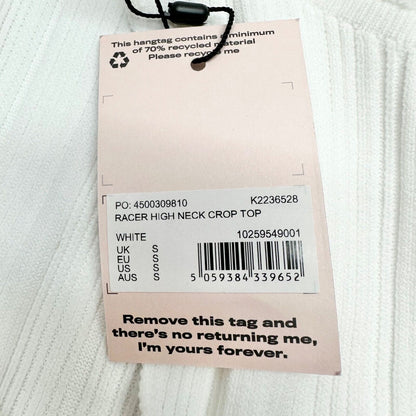 This hangtag contains a minimum
of 70% recycled material
Please recycle me
PO: 4500309810 K2236528
RACER HIGH NECK CROP TOP
WHITE 10259549001
UK S
EU S
US S
AUS S
5 059384 339652
Remove this tag and
there's no returning me,
I'm yours forever.